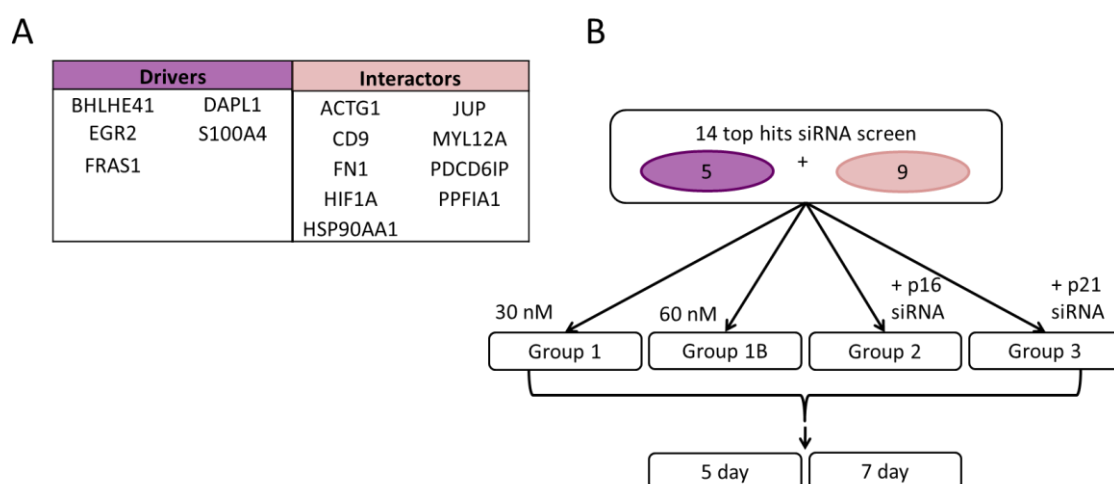 A
Drivers Interactors
BHLHE41 DAPL1 ACTG1 JUP
EGR2 S100A4 CD9 MYL12A
FRAS1 FN1 PDCD6IP
HIF1A PPFIA1
HSP90AA1
B
14 top hits siRNA screen
5 + 9
30 nM 60 nM + p16 siRNA + p21 siRNA
Group 1 Group 1B Group 2 Group 3
5 day 7 day